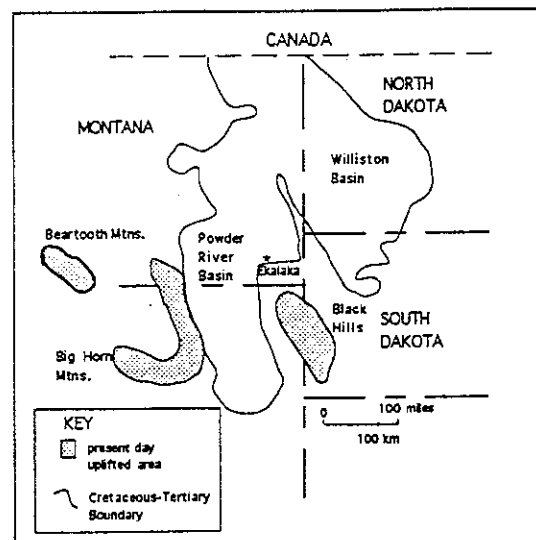 CANADA
NORTH
DAKOTA
MONTANA
Williston
Basin
Beartooth Mtns.
Powder
River
Basin
Ekalaka
Black
Hills
SOUTH
DAKOTA
Big Horn
Mtns.
0 100 miles
100 km
KEY
present day
uplifted area
Cretaceous-Tertiary
Boundary